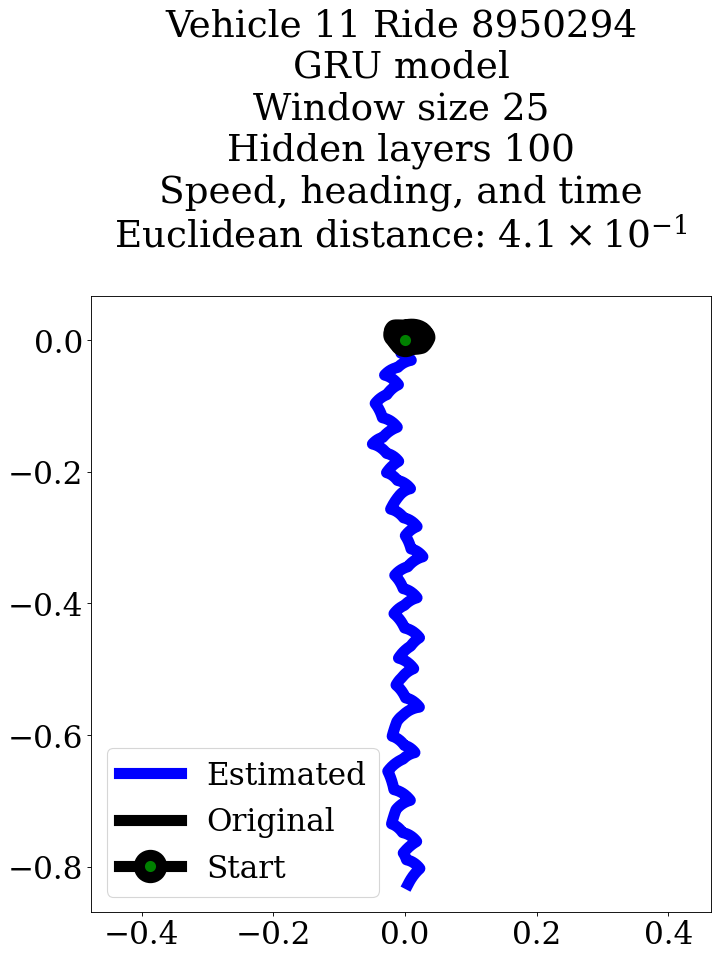 Vehicle 11 Ride 8950294
GRU model
Window size 25
Hidden layers 100
Speed, heading, and time
Euclidean distance: 4.1 × 10⁻¹
0.0
−0.2
−0.4
−0.6
−0.8
Estimated
Original
Start
−0.4 −0.2 0.0 0.2 0.4